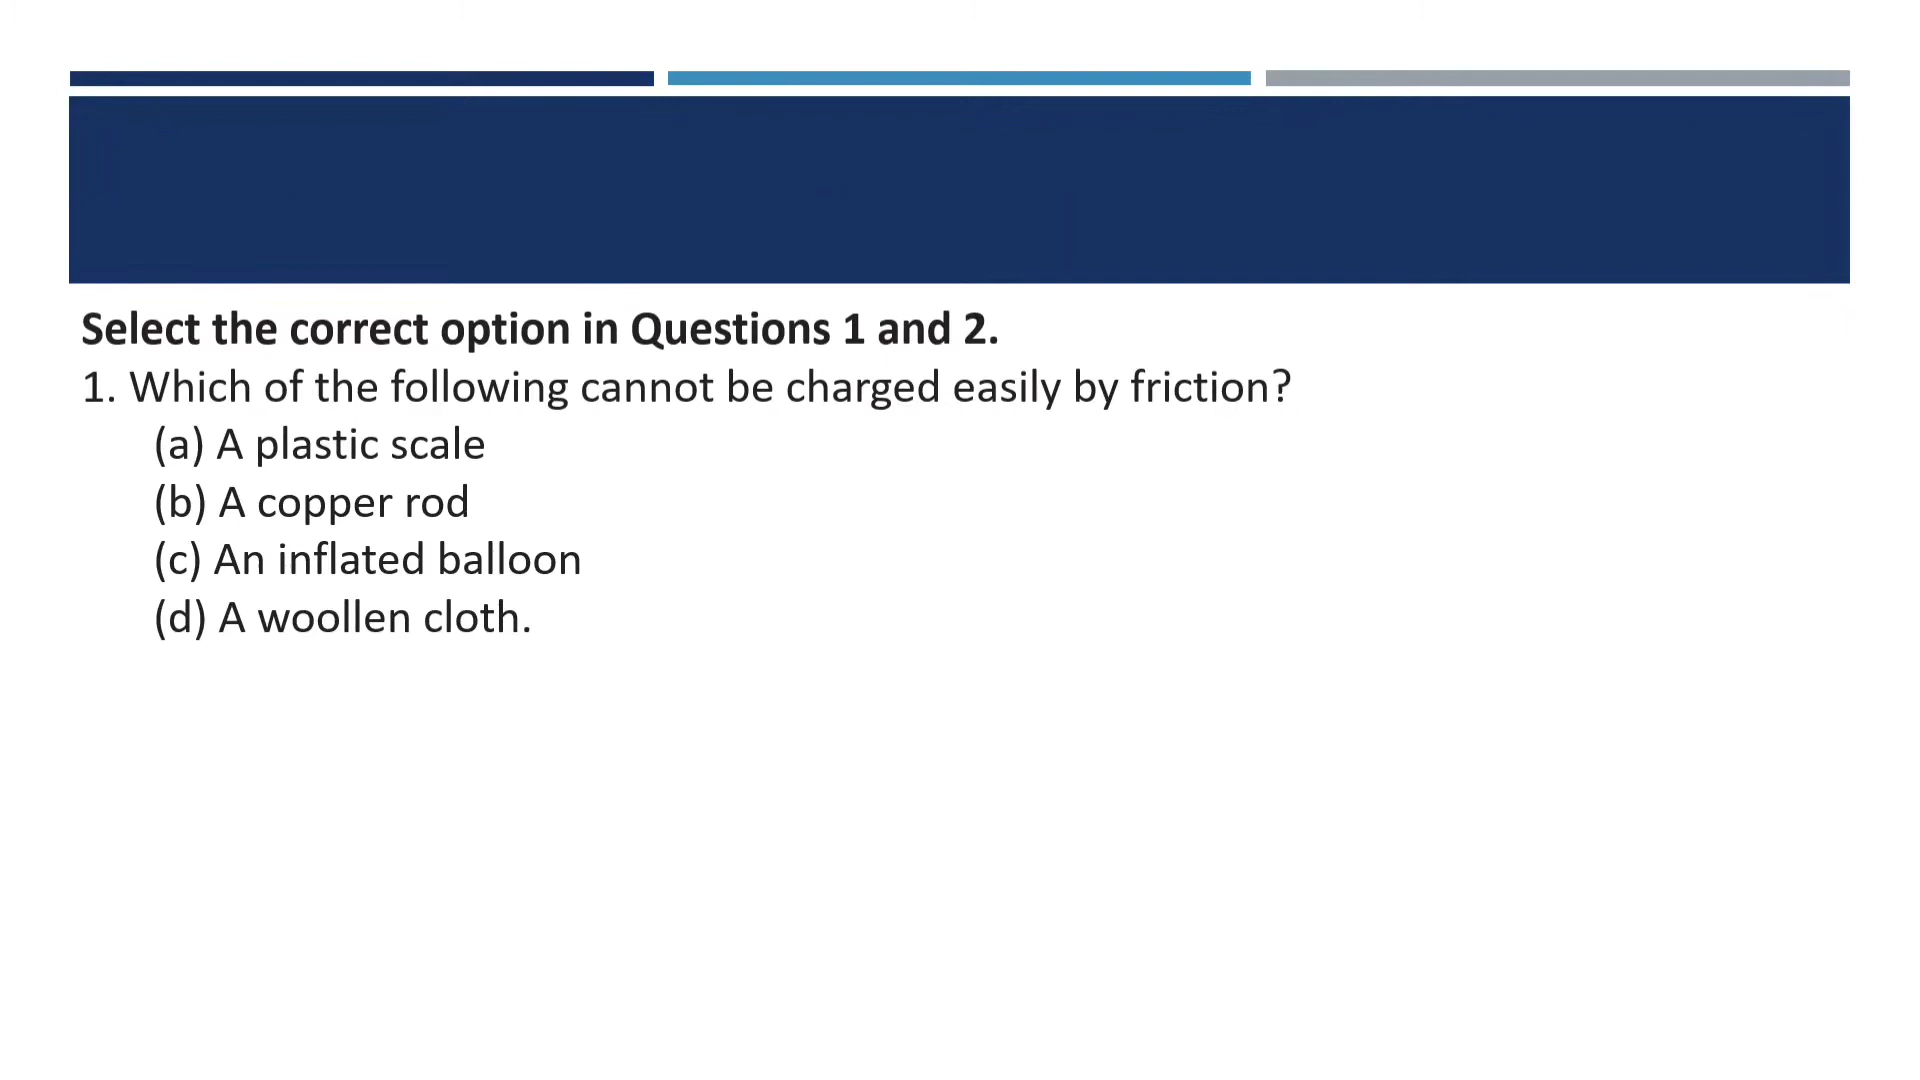 Select the correct option in Questions 1 and 2.
1. Which of the following cannot be charged easily by friction?
(a) A plastic scale
(b) A copper rod
(c) An inflated balloon
(d) A woollen cloth.